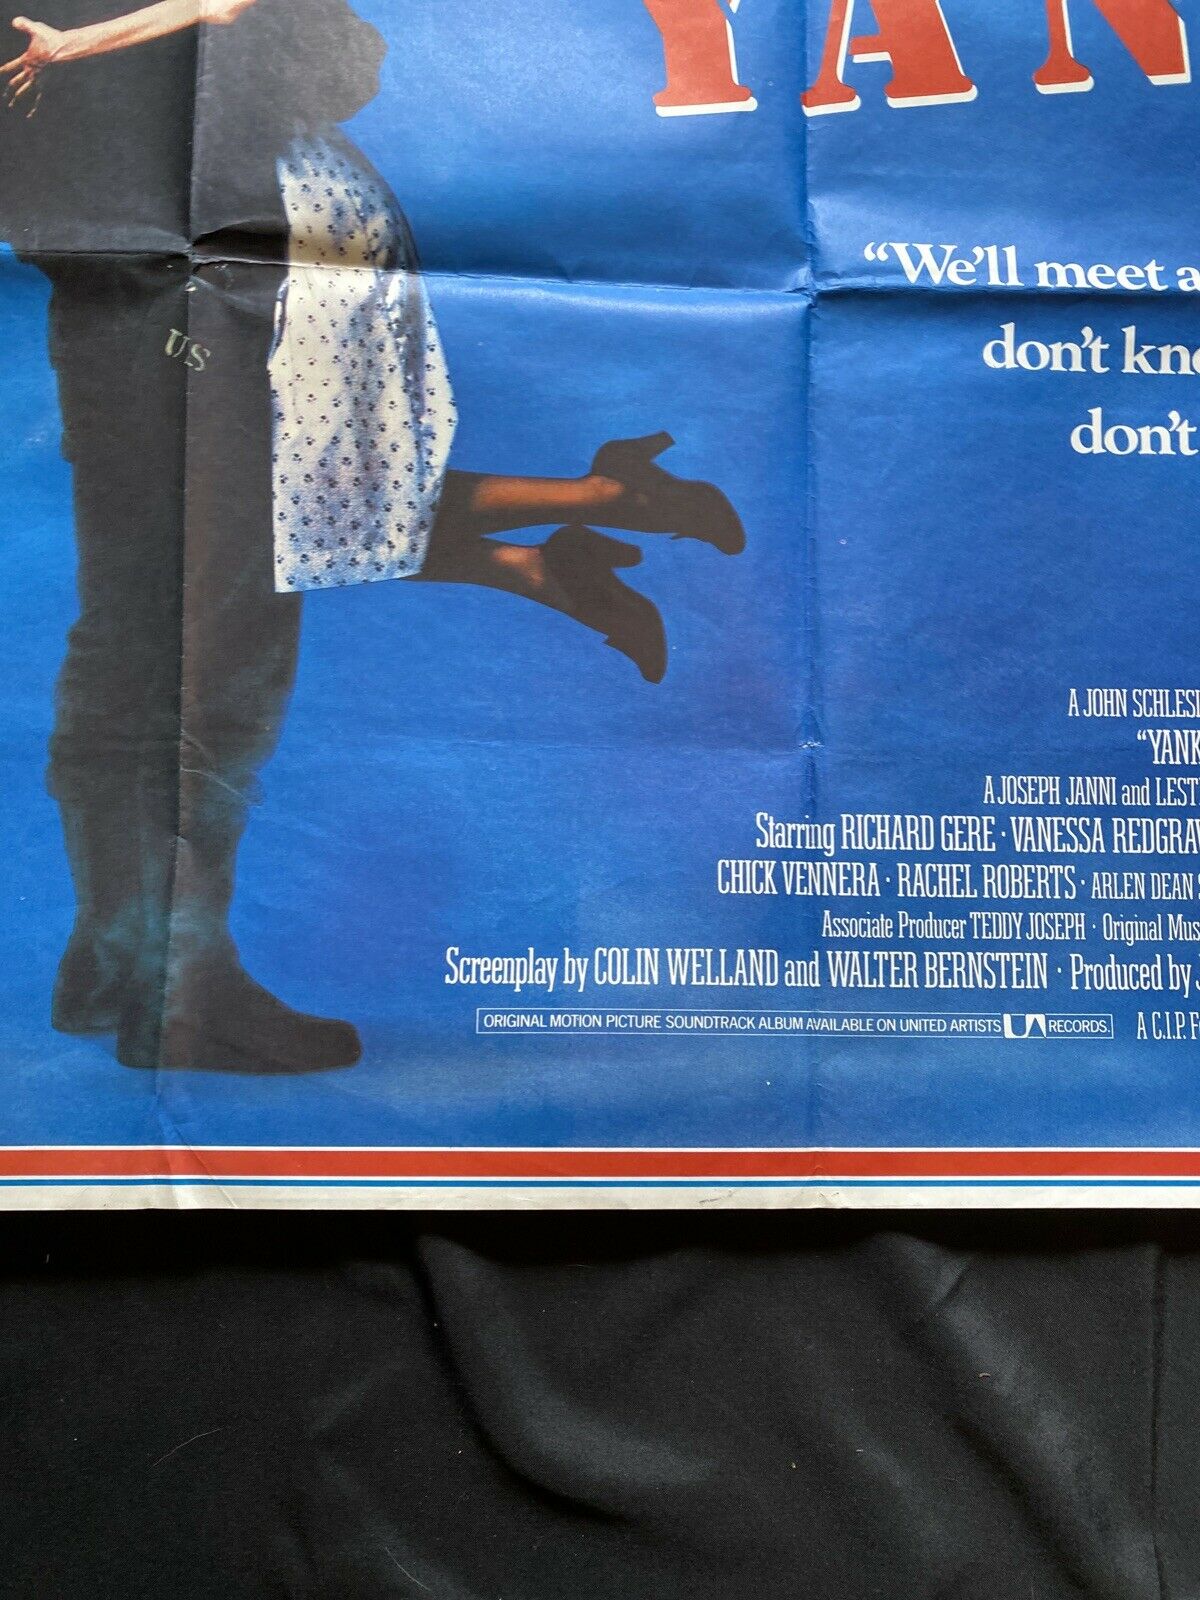 YAN
“We’ll meet a
don’t kno
don’t
US
A JOHN SCHLESI
“YANK
A JOSEPH JANNI and LEST
Starring RICHARD GERE · VANESSA REDGRAV
CHICK VENNERA · RACHEL ROBERTS · ARLEN DEAN S
Associate Producer TEDDY JOSEPH · Original Mus
Screenplay by COLIN WELLAND and WALTER BERNSTEIN · Produced by J
ORIGINAL MOTION PICTURE SOUNDTRACK ALBUM AVAILABLE ON UNITED ARTISTS UA RECORDS.
A C.I.P. F